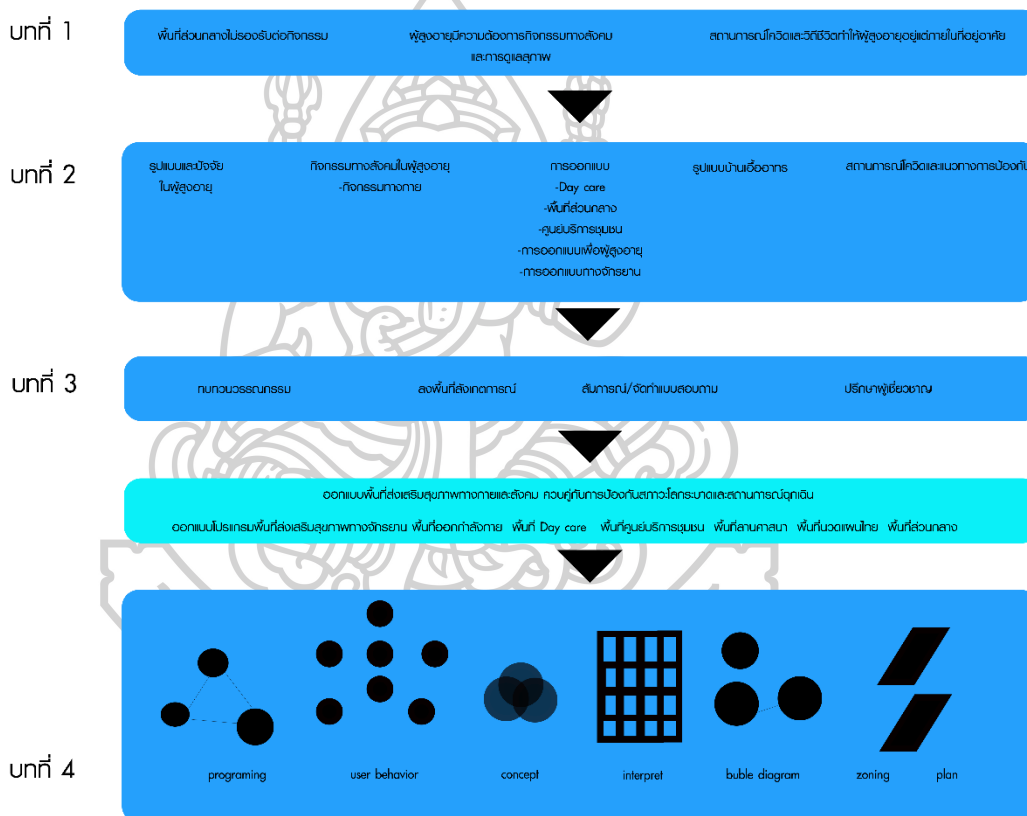 บทที่ 1
พื้นที่ส่วนกลางไม่รองรับต่อกิจกรรม
ผู้สูงอายุมีความต้องการกิจกรรมทางสังคม
และการดูแลสุภาพ
สถานการณ์โควิดและวิถีชีวิตทำให้ผู้สูงอายุอยู่แต่ภายในที่อยู่อาศัย
บทที่ 2
รูปแบบและปัจจัย
ในผู้สูงอายุ
กิจกรรมทางสังคมในผู้สูงอายุ
-กิจกรรมทางกาย
การออกแบบ
-Day care
-พื้นที่ส่วนกลาง
-ศูนย์บริการชุมชน
-การออกแบบเพื่อผู้สูงอายุ
-การออกแบบทางจักรยาน
รูปแบบบ้านเอื้ออาทร
สถานการณ์โควิดและแนวทางการป้องกัน
บทที่ 3
ทบทวนวรรณกรรม
ลงพื้นที่สังเกตการณ์
สัมการณ์/จัดทำแบบสอบถาม
ปรึกษาผู้เชี่ยวชาญ
ออกแบบพื้นที่ส่งเสริมสุขภาพทางกายและสังคม ควบคู่กับการป้องกันสภาวะโลกระบาดและสถานการณ์ฉุกเฉิน
ออกแบบโปรแกรมพื้นที่ส่งเสริมสุขภาพทางจักรยาน พื้นที่ออกกำลังกาย พื้นที่ Day care พื้นที่ศูนย์บริการชุมชน พื้นที่ลานศาสนา พื้นที่นวดแผนไทย พื้นที่ส่วนกลาง
บทที่ 4
programing
user behavior
concept
interpret
buble diagram
zoning
plan